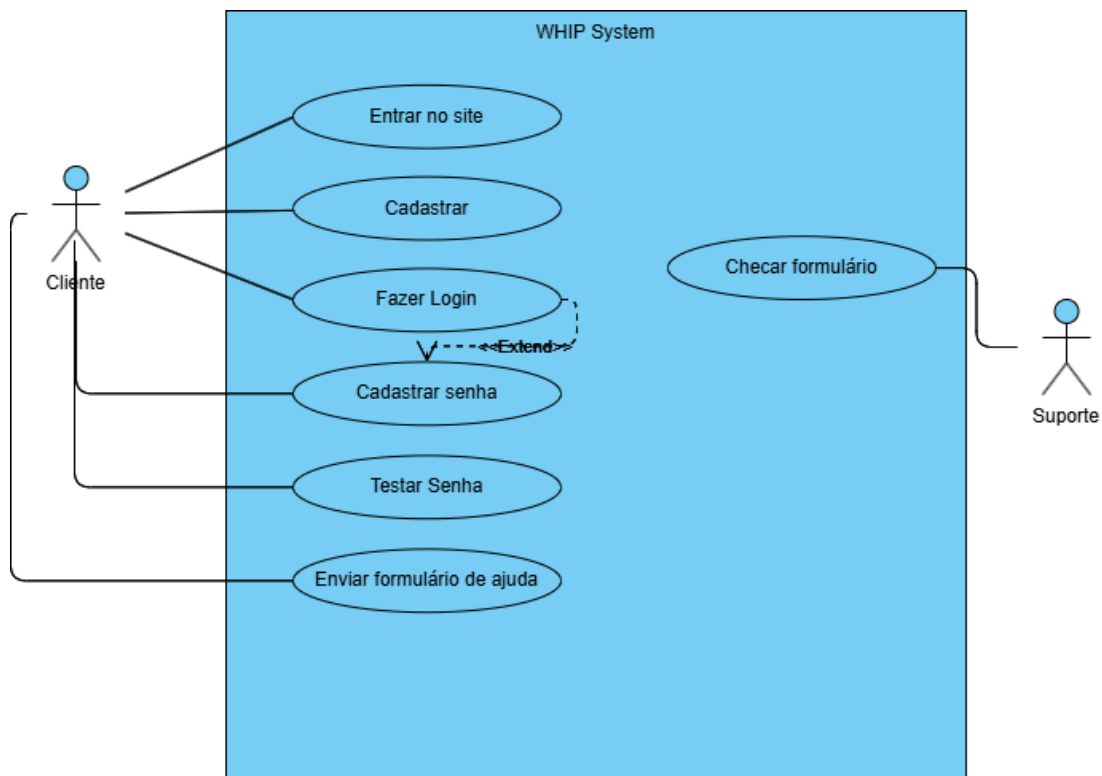 WHIP System
Entrar no site
Cadastrar
Cliente
Fazer Login
Checar formulário
<<Extend>>
Cadastrar senha
Suporte
Testar Senha
Enviar formulário de ajuda